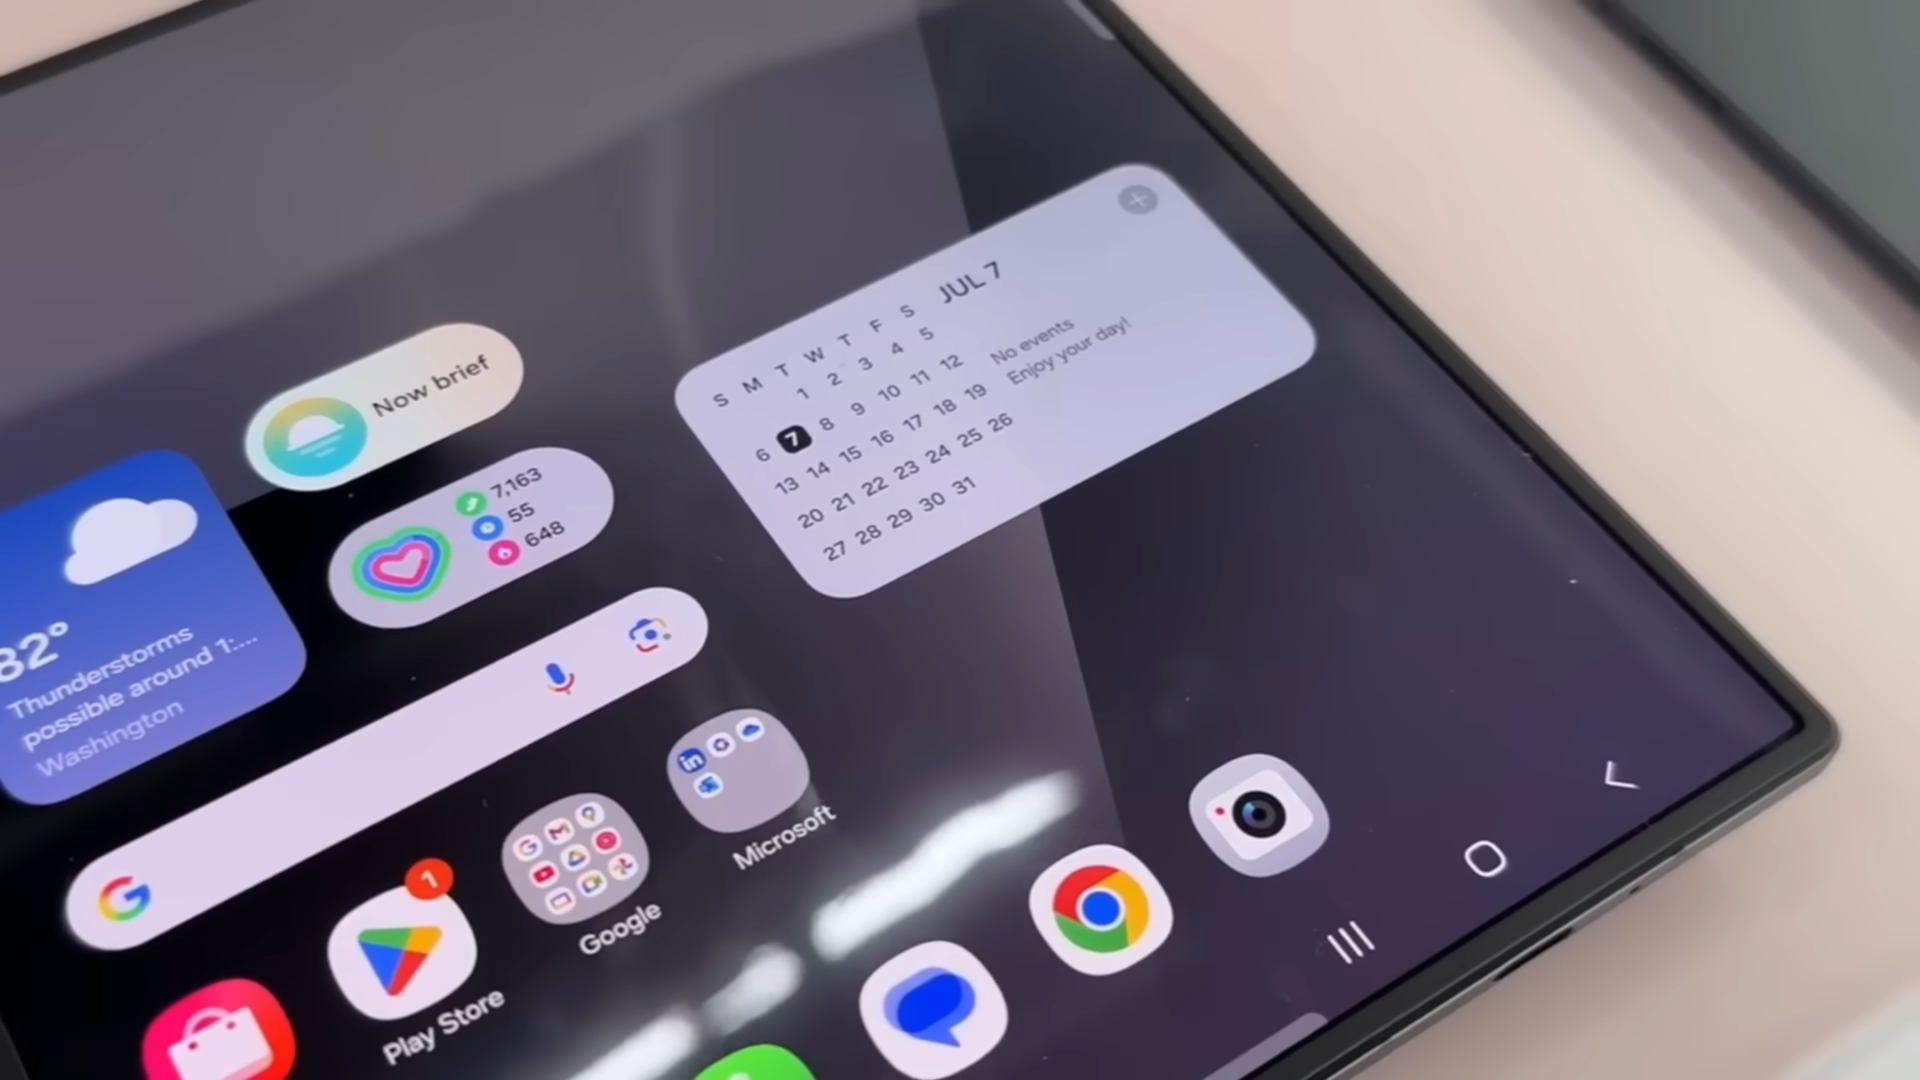 Now brief
7,163
55
648
82°
Thunderstorms
possible around 1:...
Washington
JUL 7
S M T W T F S
1 2 3 4 5
6 7 8 9 10 11 12
13 14 15 16 17 18 19
20 21 22 23 24 25 26
27 28 29 30 31
No events
Enjoy your day!
in
Microsoft
Google
1
Play Store